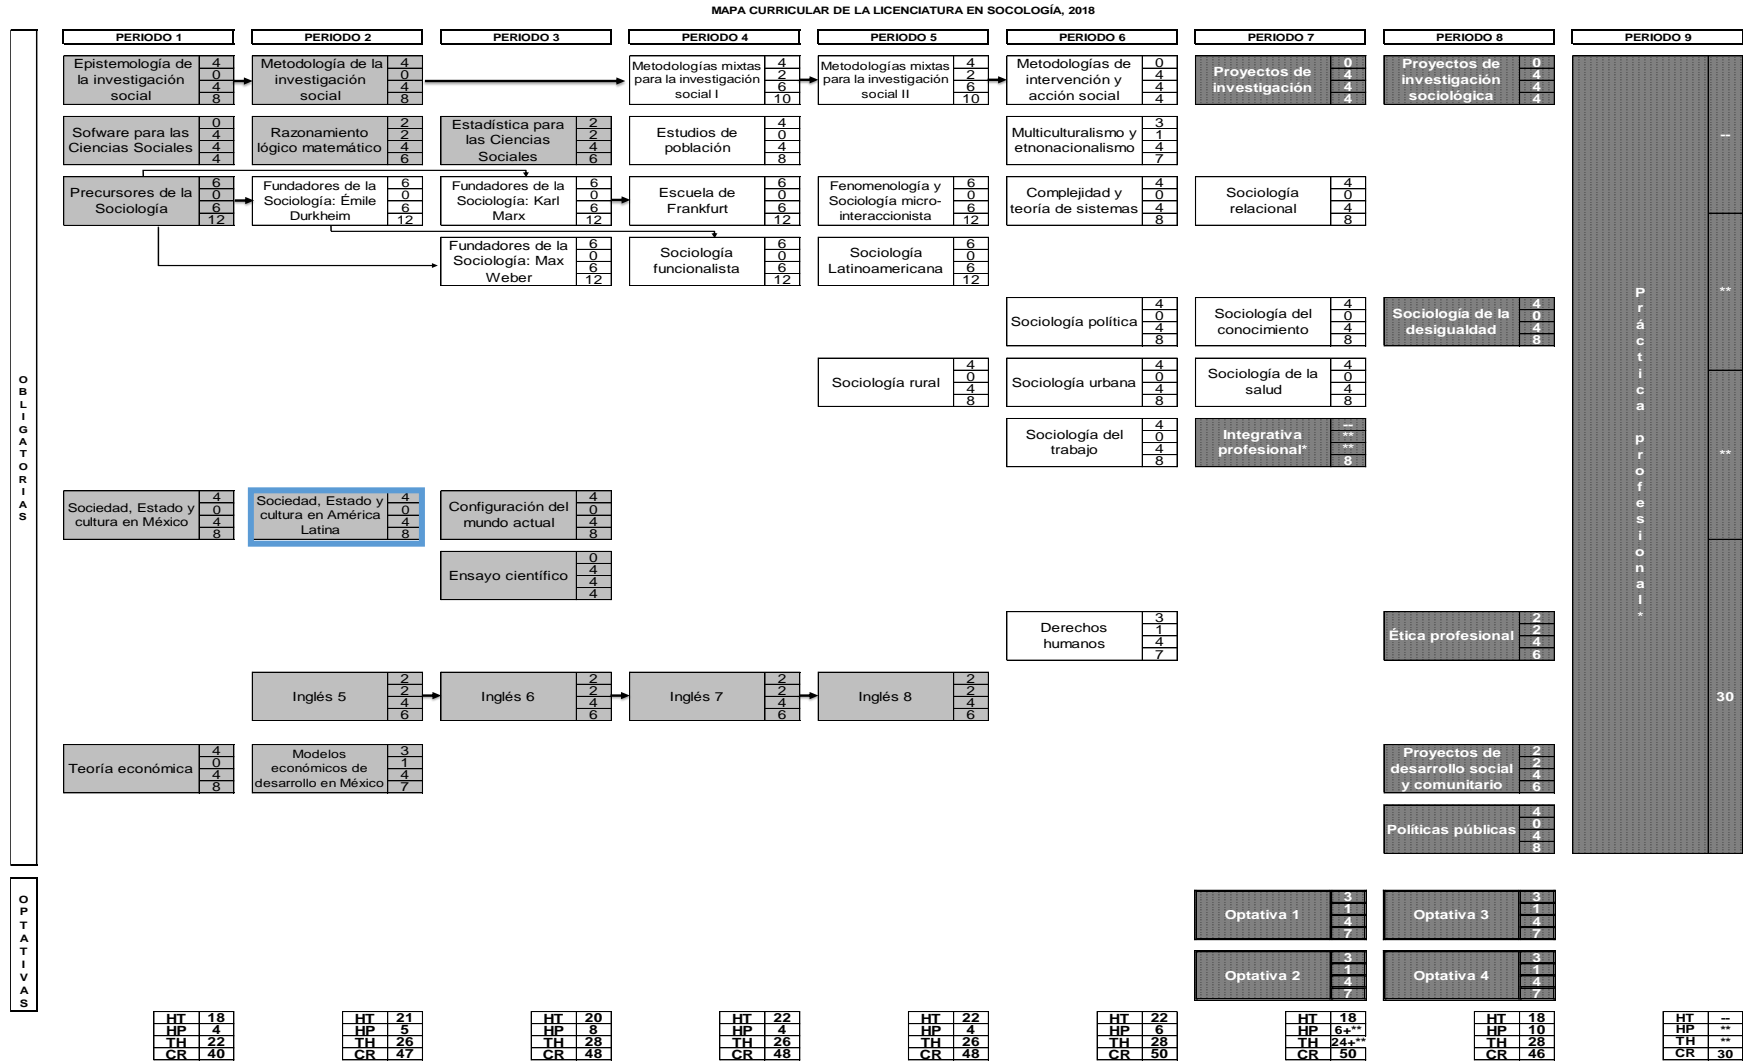 MAPA CURRICULAR DE LA LICENCIATURA EN SOCOLOGÍA, 2018
PERIODO 1
PERIODO 2
PERIODO 3
PERIODO 4
PERIODO 5
PERIODO 6
PERIODO 7
PERIODO 8
PERIODO 9
OBLIGATORIAS
Epistemología de
la investigación
social
4
0
4
8
Metodología de la
investigación
social
4
0
4
8
Metodologías mixtas
para la investigación
social I
4
2
6
10
Metodologías mixtas
para la investigación
social II
4
2
6
10
Metodologías de
intervención y
acción social
0
4
4
4
Proyectos de
investigación
0
4
4
4
Proyectos de
investigación
sociológica
0
4
4
4
Sofware para las
Ciencias Sociales
0
4
4
4
Razonamiento
lógico matemático
2
2
4
6
Estadística para
las Ciencias
Sociales
2
2
4
6
Estudios de
población
4
0
4
8
Multiculturalismo y
etnonacionalismo
3
1
4
7
Precursores de la
Sociología
6
0
6
12
Fundadores de la
Sociología: Émile
Durkheim
6
0
6
12
Fundadores de la
Sociología: Karl
Marx
6
0
6
12
Escuela de
Frankfurt
6
0
6
12
Fenomenología y
Sociología micro-
interaccionista
6
0
6
12
Complejidad y
teoría de sistemas
4
0
4
8
Sociología
relacional
4
0
4
8
Fundadores de la
Sociología: Max
Weber
6
0
6
12
Sociología
funcionalista
6
0
6
12
Sociología
Latinoamericana
6
0
6
12
Sociología política
4
0
4
8
Sociología del
conocimiento
4
0
4
8
Sociología de la
desigualdad
4
0
4
8
Sociología rural
4
0
4
8
Sociología urbana
4
0
4
8
Sociología de la
salud
4
0
4
8
Sociología del
trabajo
4
0
4
8
Integrativa
profesional*
--
**
**
8
Sociedad, Estado y
cultura en México
4
0
4
8
Sociedad, Estado y
cultura en América
Latina
4
0
4
8
Configuración del
mundo actual
4
0
4
8
Ensayo científico
0
4
4
4
Derechos
humanos
3
1
4
7
Ética profesional
2
2
4
6
Inglés 5
2
2
4
6
Inglés 6
2
2
4
6
Inglés 7
2
2
4
6
Inglés 8
2
2
4
6
Teoría económica
4
0
4
8
Modelos
económicos de
desarrollo en México
3
1
4
7
Proyectos de
desarrollo social
y comunitario
2
2
4
6
Políticas públicas
4
0
4
8
Práctica profesional*
--
**
**
30
OPTATIVAS
Optativa 1
3
1
4
7
Optativa 3
3
1
4
7
Optativa 2
3
1
4
7
Optativa 4
3
1
4
7
HT 18
HP 4
TH 22
CR 40
HT 21
HP 5
TH 26
CR 47
HT 20
HP 8
TH 28
CR 48
HT 22
HP 4
TH 26
CR 48
HT 22
HP 4
TH 26
CR 48
HT 22
HP 6
TH 28
CR 50
HT 18
HP 6+**
TH 24+**
CR 50
HT 18
HP 10
TH 28
CR 46
HT --
HP **
TH **
CR 30